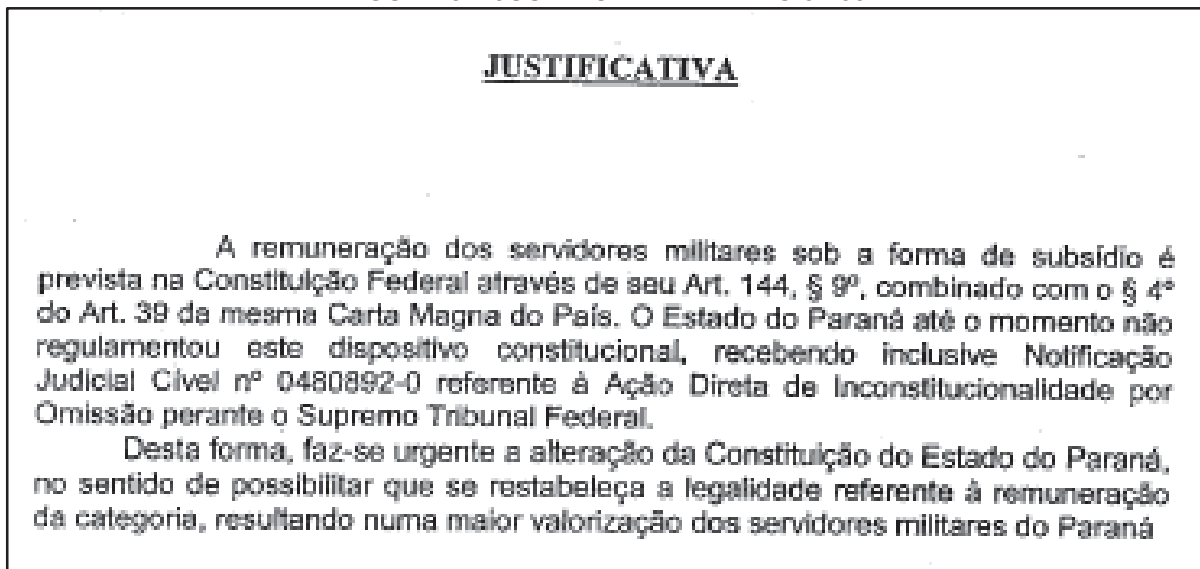 JUSTIFICATIVA
A remuneração dos servidores militares sob a forma de subsídio é
prevista na Constituição Federal através de seu Art. 144, § 9º, combinado com o § 4º
do Art. 39 da mesma Carta Magna do País. O Estado do Paraná até o momento não
regulamentou este dispositivo constitucional, recebendo inclusive Notificação
Judicial Cível nº 0480892-0 referente à Ação Direta de Inconstitucionalidade por
Omissão perante o Supremo Tribunal Federal.
Desta forma, faz-se urgente a alteração da Constituição do Estado do Paraná,
no sentido de possibilitar que se restabeleça a legalidade referente à remuneração
da categoria, resultando numa maior valorização dos servidores militares do Paraná